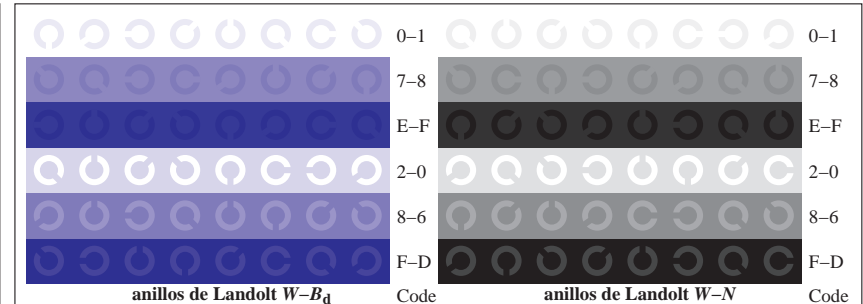 0–1 0–1
7–8 7–8
E–F E–F
2–0 2–0
8–6 8–6
F–D F–D
anillos de Landolt W–Bd Code anillos de Landolt W–N Code